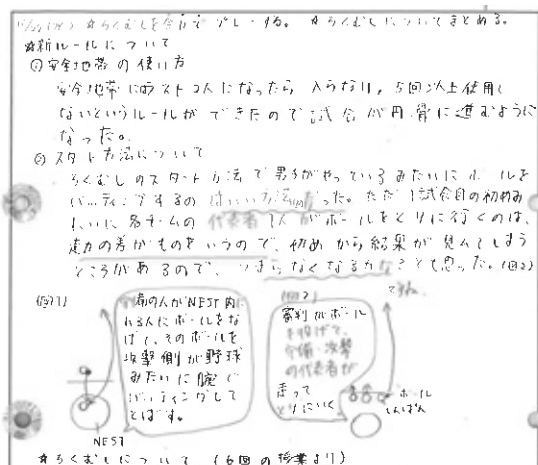 ☆ろくむしを全員でプレーする。☆ろくむしについてまとめる。
☆新ルールについて
①安全地帯の使い方
安全地帯にはラスト2人になったら入らない、5回以上使用し
ないというルールができたので試合が円滑に進むように
なった。
②スタート方法について
ろくむしのスタート方法で男子がやっているみたいにボールを
バッティングするのはいい方法だった。ただ1試合目の初めみ
たいに各チームの代表者1人がボールをとりに行くのは、
走力の差がものをいうので、初めから結果が見えてしまう
ところがあるので、つまらなくなるかなとも思った。(図2)
(図1)
守備の人がNEST内に
いる人にボールをな
げて、そのボールを
攻撃側が野球
みたいに腕で
バッティングして
とばす。
NEST
(図2)
審判がボール
を投げて、
守備・攻撃
の代表者が
走って
とりにいく
ボール
しんぱん
☆ろくむしについて (6回の授業より)